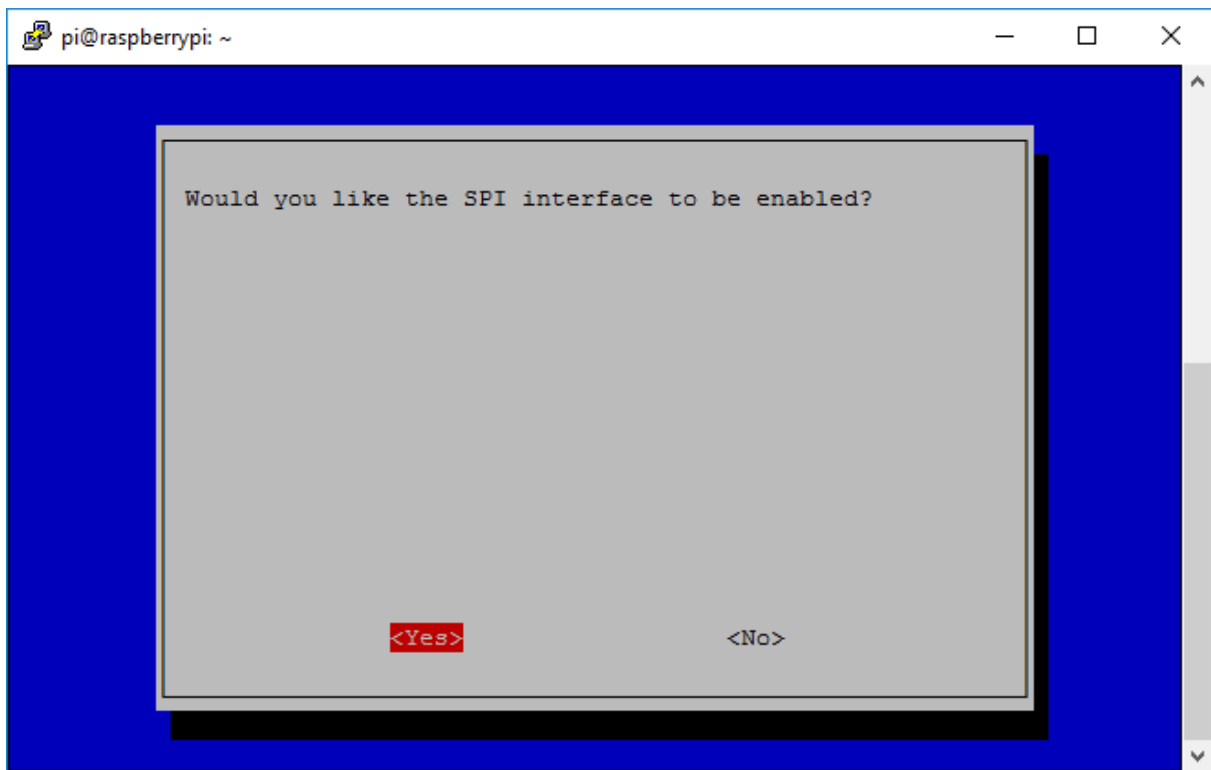 pi@raspberrypi: ~
Would you like the SPI interface to be enabled?
<Yes> <No>